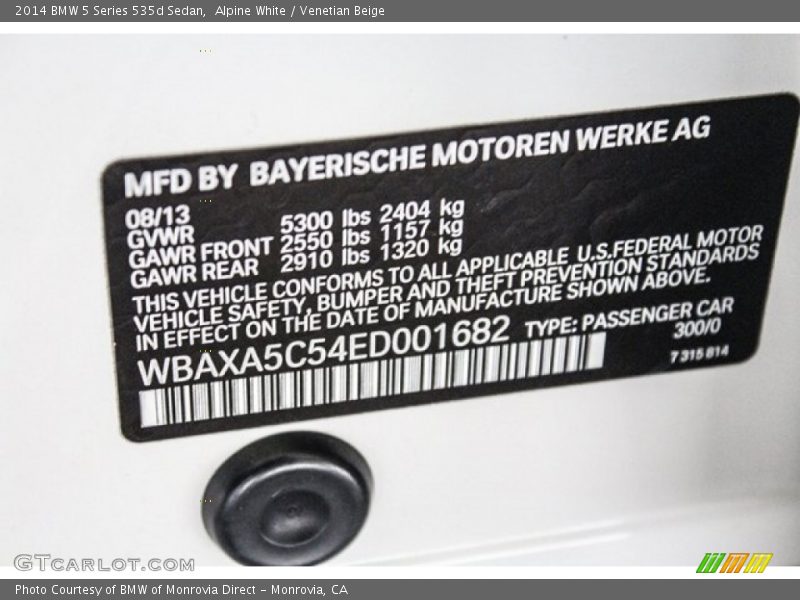 2014 BMW 5 Series 535d Sedan,  Alpine White / Venetian Beige
MFD BY BAYERISCHE MOTOREN WERKE AG
08/13
GVWR 5300 lbs 2404 kg
GAWR FRONT 2550 lbs 1157 kg
GAWR REAR 2910 lbs 1320 kg
THIS VEHICLE CONFORMS TO ALL APPLICABLE U.S.FEDERAL MOTOR
VEHICLE SAFETY, BUMPER AND THEFT PREVENTION STANDARDS
IN EFFECT ON THE DATE OF MANUFACTURE SHOWN ABOVE.
WBAXA5C54ED001682 TYPE: PASSENGER CAR
300/0
7 315 814
GTCARLOT.COM
Photo Courtesy of BMW of Monrovia Direct – Monrovia, CA